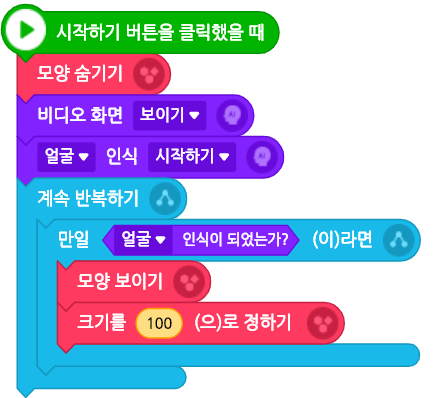 시작하기 버튼을 클릭했을 때
모양 숨기기
비디오 화면 보이기
얼굴 인식 시작하기
계속 반복하기
만일 얼굴 인식이 되었는가? (이)라면
모양 보이기
크기를 100 (으)로 정하기